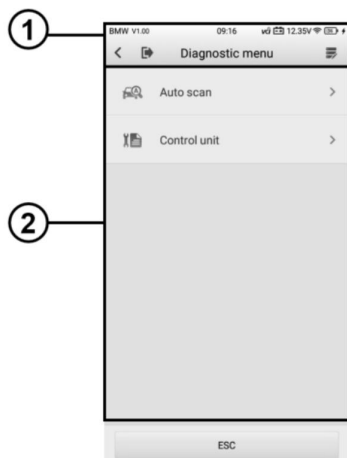 1
BMW V1.00 09:16 12.35V
Diagnostic menu
Auto scan
Control unit
2
ESC